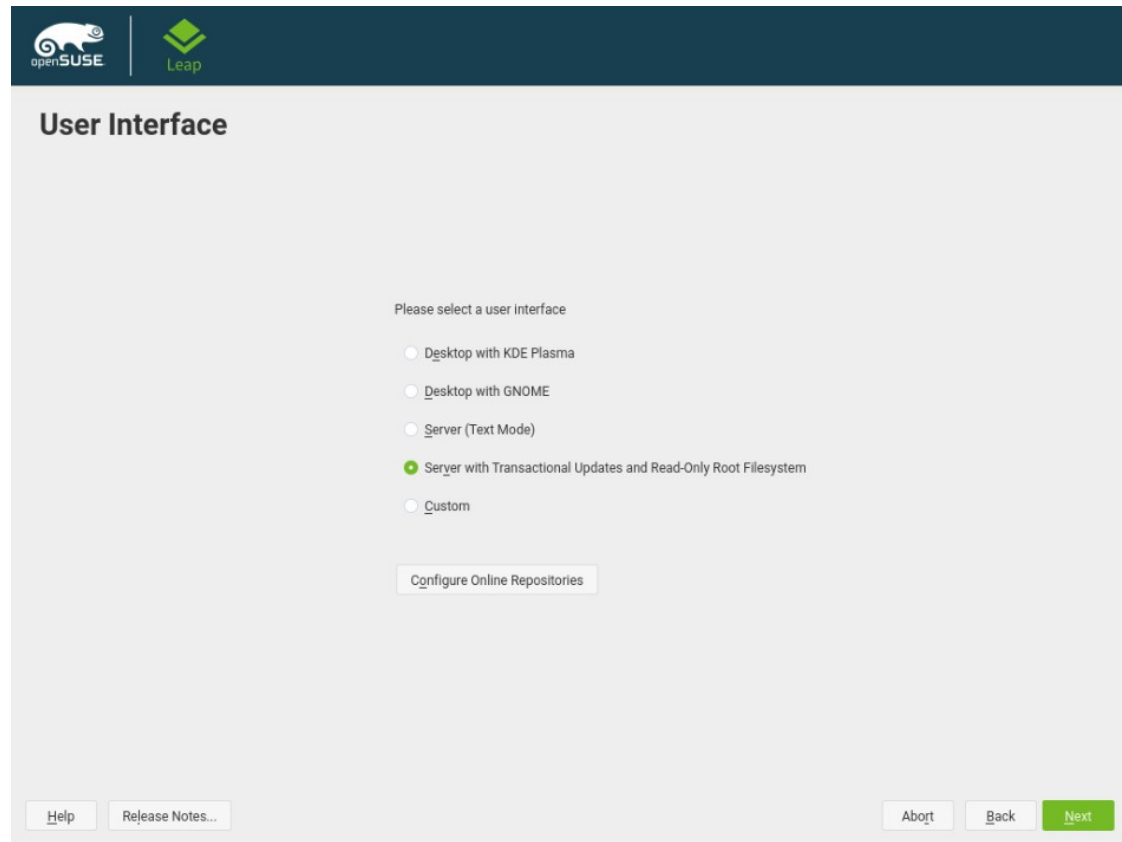 openSUSE
Leap
User Interface
Please select a user interface
Desktop with KDE Plasma
Desktop with GNOME
Server (Text Mode)
Server with Transactional Updates and Read-Only Root Filesystem
Custom
Configure Online Repositories
Help Release Notes... Abort Back Next